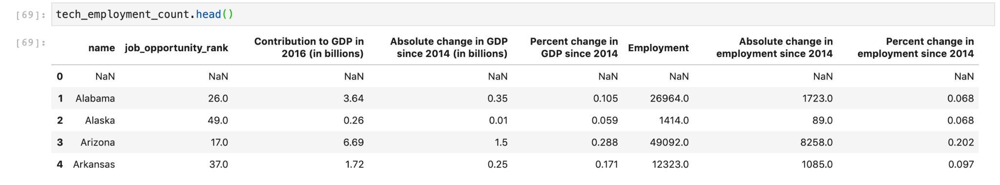 [69]: tech_employment_count.head()
[69]:
Contribution to GDP in Absolute change in GDP Percent change in Absolute change in Percent change in
name job_opportunity_rank 2016 (in billions) since 2014 (in billions) GDP since 2014 Employment employment since 2014 employment since 2014
0 NaN NaN NaN NaN NaN NaN NaN NaN
1 Alabama 26.0 3.64 0.35 0.105 26964.0 1723.0 0.068
2 Alaska 49.0 0.26 0.01 0.059 1414.0 89.0 0.068
3 Arizona 17.0 6.69 1.5 0.288 49092.0 8258.0 0.202
4 Arkansas 37.0 1.72 0.25 0.171 12323.0 1085.0 0.097